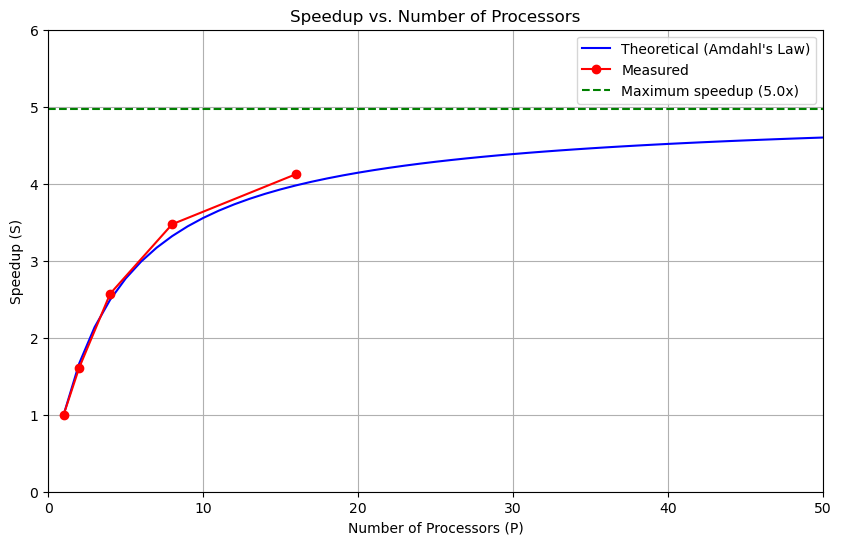 Speedup vs. Number of Processors
Theoretical (Amdahl's Law)
Measured
Maximum speedup (5.0x)
Speedup (S)
6
5
4
3
2
1
0
0 10 20 30 40 50
Number of Processors (P)